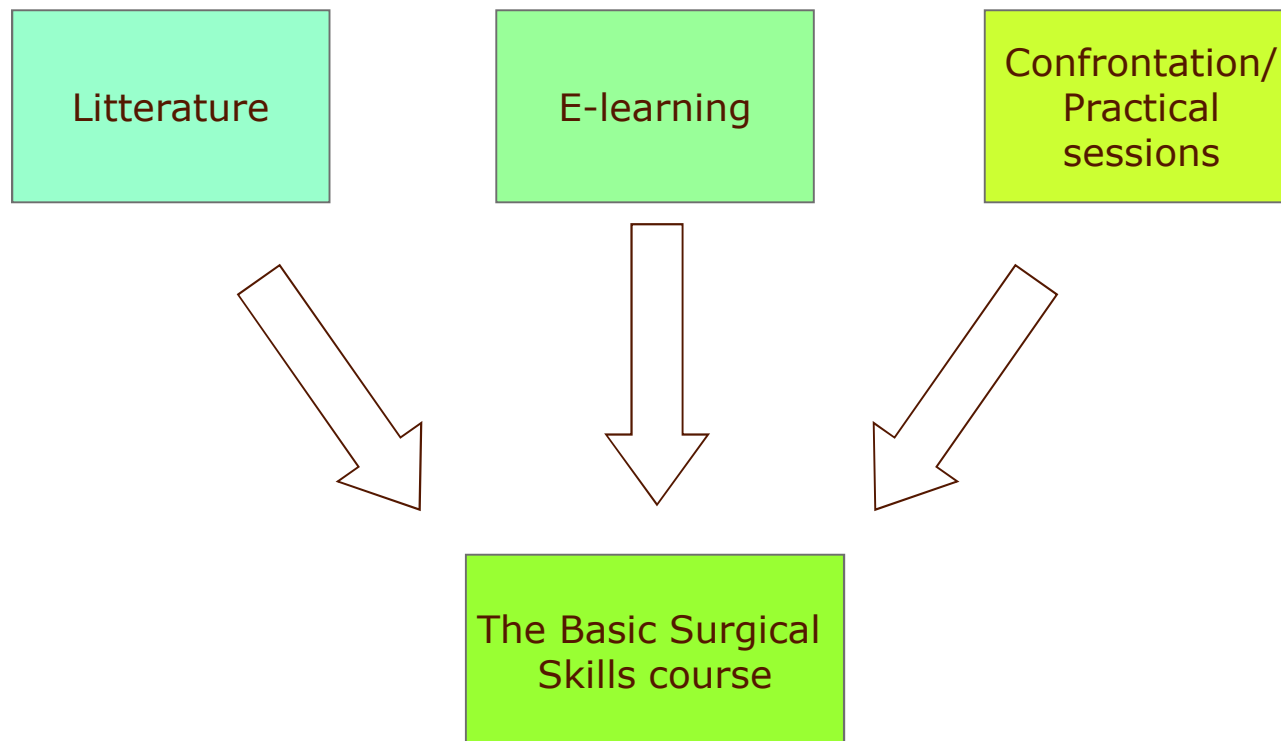 Litterature
E-learning
Confrontation/
Practical
sessions
The Basic Surgical
Skills course